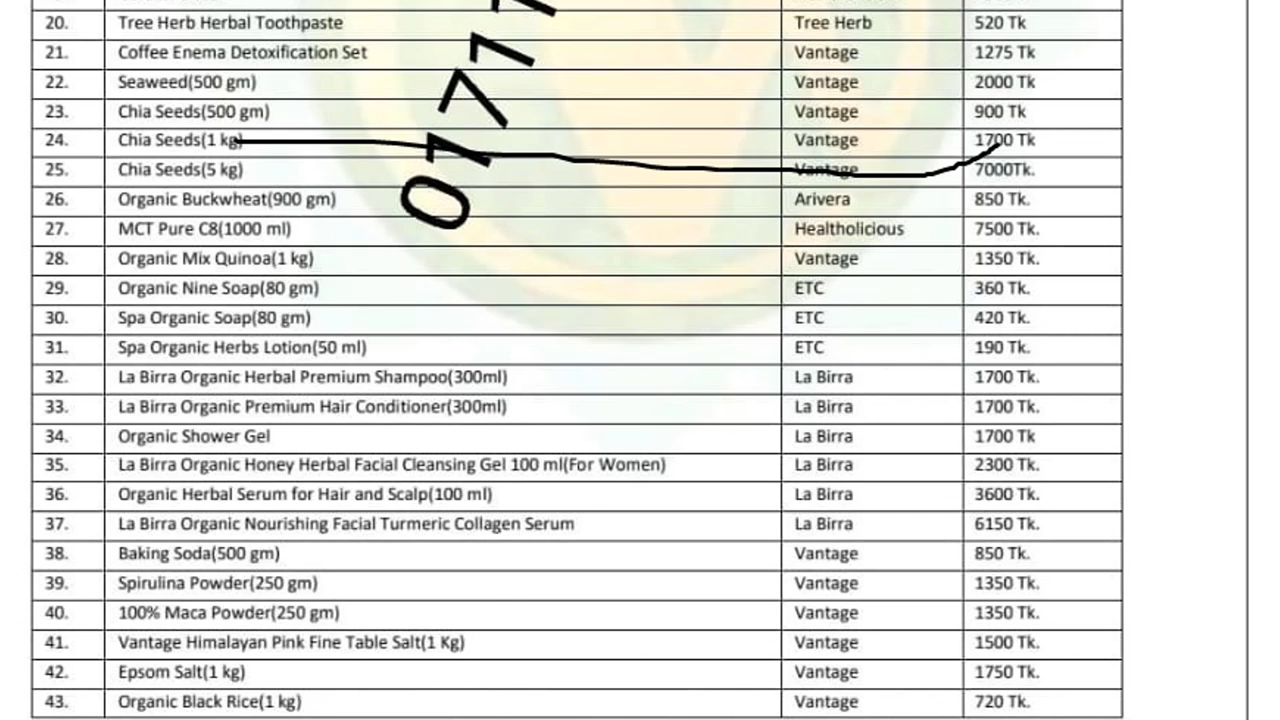 20. Tree Herb Herbal Toothpaste Tree Herb 520 Tk
21. Coffee Enema Detoxification Set Vantage 1275 Tk
22. Seaweed(500 gm) Vantage 2000 Tk
23. Chia Seeds(500 gm) Vantage 900 Tk
24. Chia Seeds(1 kg) Vantage 1700 Tk
25. Chia Seeds(5 kg) Vantage 7000Tk.
26. Organic Buckwheat(900 gm) Arivera 850 Tk.
27. MCT Pure C8(1000 ml) Healtholicious 7500 Tk.
28. Organic Mix Quinoa(1 kg) Vantage 1350 Tk.
29. Organic Nine Soap(80 gm) ETC 360 Tk.
30. Spa Organic Soap(80 gm) ETC 420 Tk.
31. Spa Organic Herbs Lotion(50 ml) ETC 190 Tk.
32. La Birra Organic Herbal Premium Shampoo(300ml) La Birra 1700 Tk.
33. La Birra Organic Premium Hair Conditioner(300ml) La Birra 1700 Tk.
34. Organic Shower Gel La Birra 1700 Tk
35. La Birra Organic Honey Herbal Facial Cleansing Gel 100 ml(For Women) La Birra 2300 Tk.
36. Organic Herbal Serum for Hair and Scalp(100 ml) La Birra 3600 Tk.
37. La Birra Organic Nourishing Facial Turmeric Collagen Serum La Birra 6150 Tk.
38. Baking Soda(500 gm) Vantage 850 Tk.
39. Spirulina Powder(250 gm) Vantage 1350 Tk.
40. 100% Maca Powder(250 gm) Vantage 1350 Tk.
41. Vantage Himalayan Pink Fine Table Salt(1 Kg) Vantage 1500 Tk.
42. Epsom Salt(1 kg) Vantage 1750 Tk.
43. Organic Black Rice(1 kg) Vantage 720 Tk.